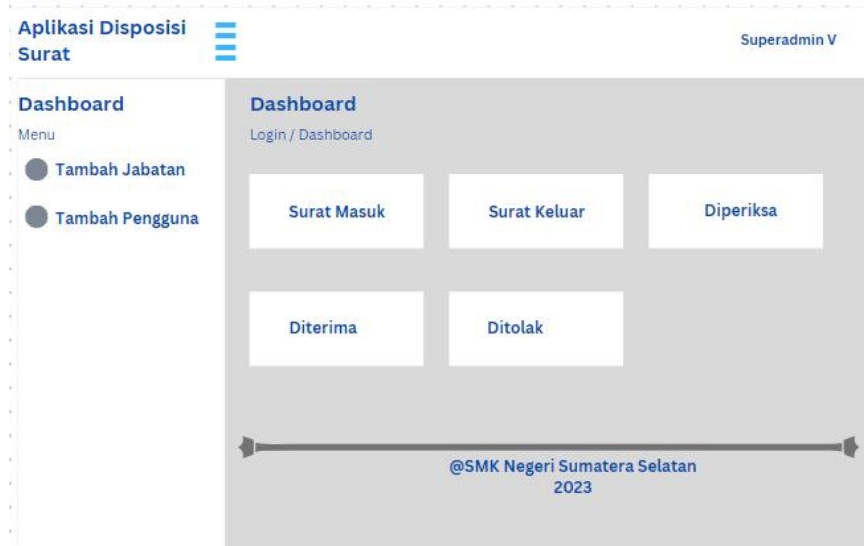 Aplikasi Disposisi
Surat
Superadmin V
Dashboard
Menu
Tambah Jabatan
Tambah Pengguna
Dashboard
Login / Dashboard
Surat Masuk
Surat Keluar
Diperiksa
Diterima
Ditolak
@SMK Negeri Sumatera Selatan
2023